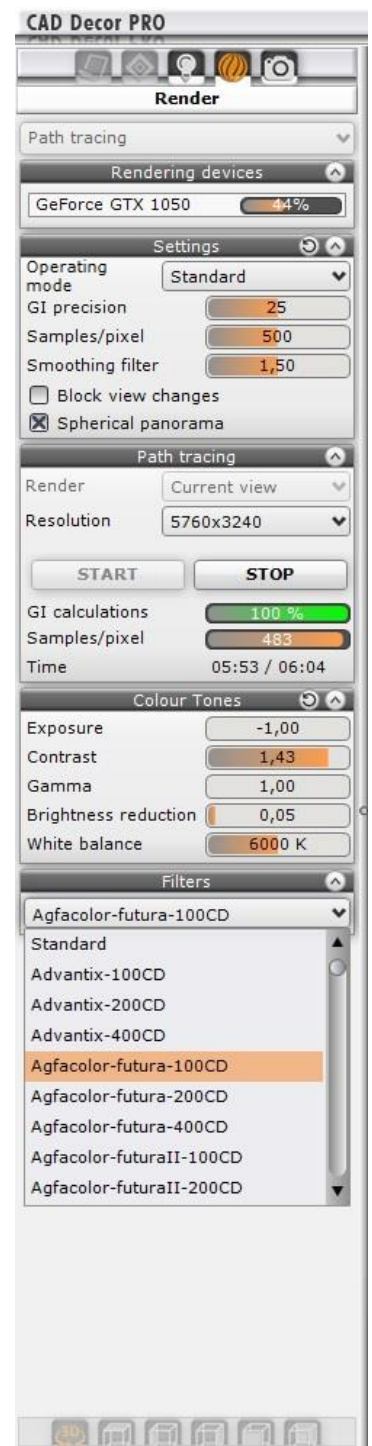 CAD Decor PRO
Render
Path tracing
Rendering devices
GeForce GTX 1050 44%
Settings
Operating mode Standard
GI precision 25
Samples/pixel 500
Smoothing filter 1,50
Block view changes
Spherical panorama
Path tracing
Render Current view
Resolution 5760x3240
START STOP
GI calculations 100 %
Samples/pixel 483
Time 05:53 / 06:04
Colour Tones
Exposure -1,00
Contrast 1,43
Gamma 1,00
Brightness reduction 0,05
White balance 6000 K
Filters
Agfacolor-futura-100CD
Standard
Advantix-100CD
Advantix-200CD
Advantix-400CD
Agfacolor-futura-100CD
Agfacolor-futura-200CD
Agfacolor-futura-400CD
Agfacolor-futuraII-100CD
Agfacolor-futuraII-200CD
3D